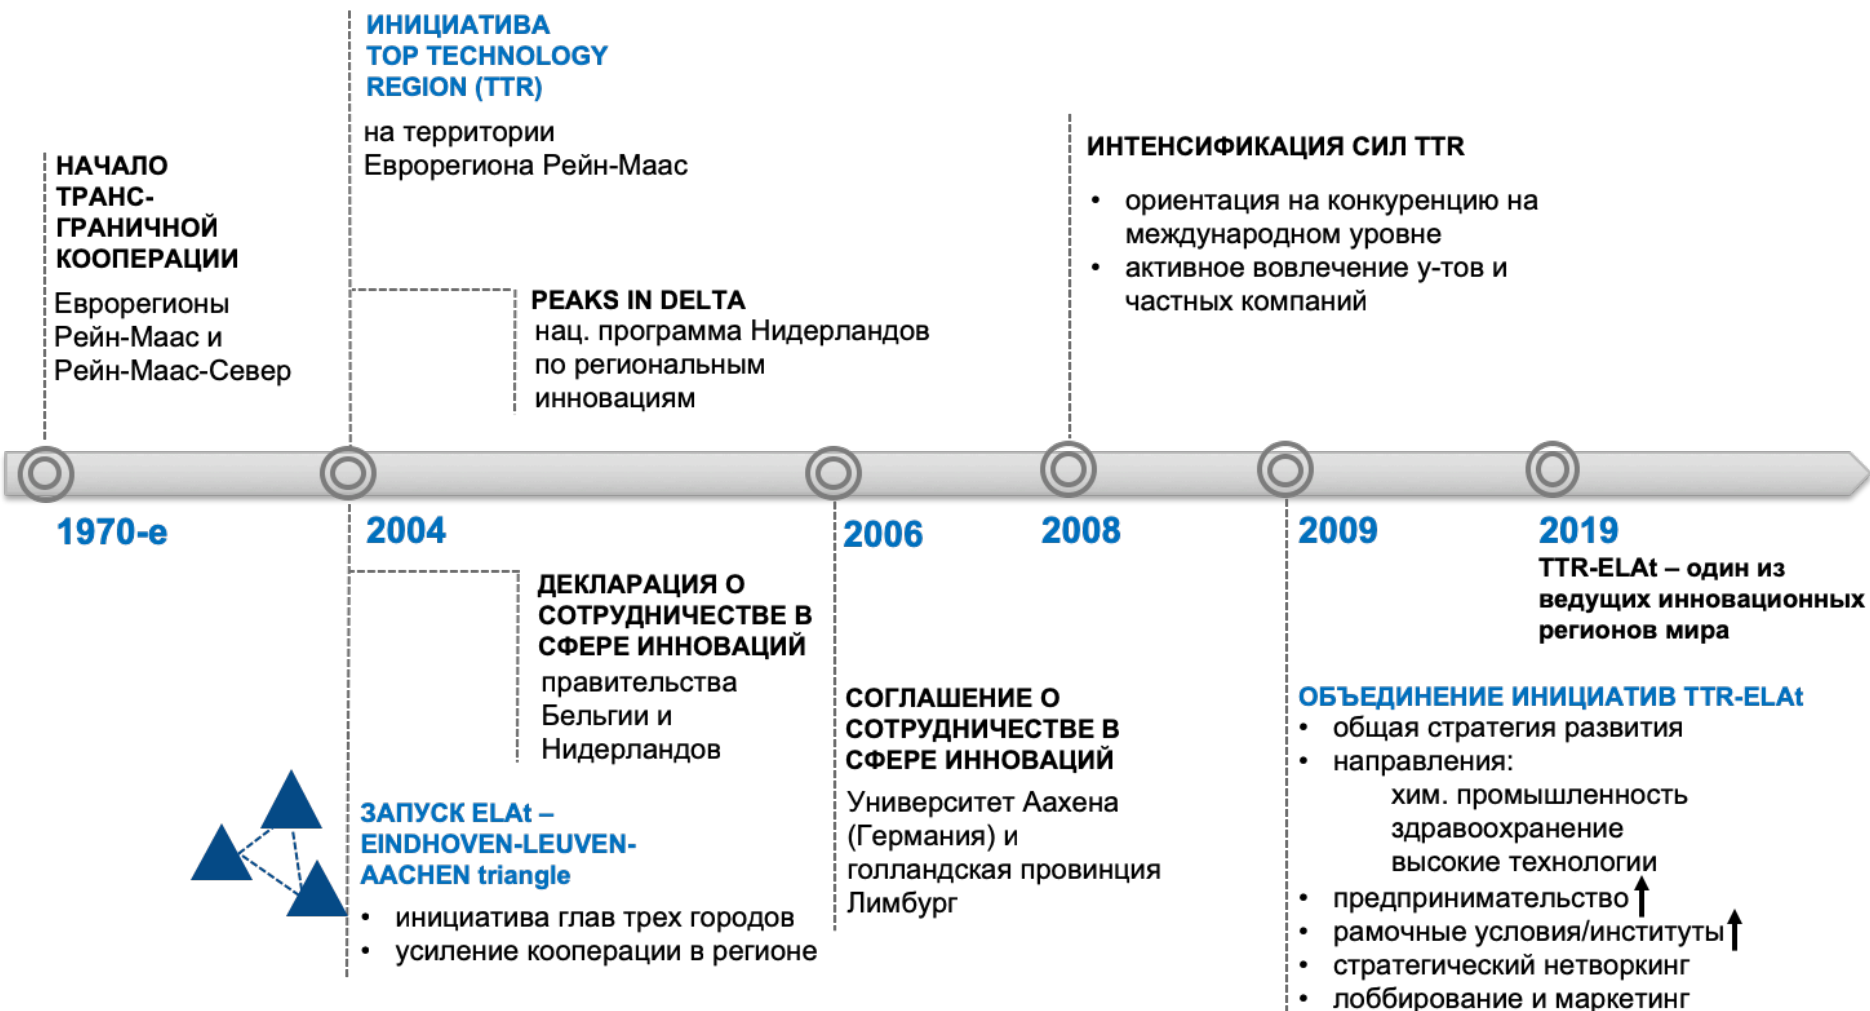 ИНИЦИАТИВА
TOP TECHNOLOGY
REGION (TTR)
на территории
Еврорегиона Рейн-Маас
НАЧАЛО
ТРАНС-
ГРАНИЧНОЙ
КООПЕРАЦИИ
Еврорегионы
Рейн-Маас и
Рейн-Маас-Север
PEAKS IN DELTA
нац. программа Нидерландов
по региональным
инновациям
ИНТЕНСИФИКАЦИЯ СИЛ TTR
• ориентация на конкуренцию на
международном уровне
• активное вовлечение у-тов и
частных компаний
1970-е
2004
2006
2008
2009
2019
TTR-ELAt – один из
ведущих инновационных
регионов мира
ДЕКЛАРАЦИЯ О
СОТРУДНИЧЕСТВЕ В
СФЕРЕ ИННОВАЦИЙ
правительства
Бельгии и
Нидерландов
ЗАПУСК ELAt –
EINDHOVEN-LEUVEN-
AACHEN triangle
• инициатива глав трех городов
• усиление кооперации в регионе
СОГЛАШЕНИЕ О
СОТРУДНИЧЕСТВЕ В
СФЕРЕ ИННОВАЦИЙ
Университет Аахена
(Германия) и
голландская провинция
Лимбург
ОБЪЕДИНЕНИЕ ИНИЦИАТИВ TTR-ELAt
• общая стратегия развития
• направления:
хим. промышленность
здравоохранение
высокие технологии
• предпринимательство
• рамочные условия/институты
• стратегический нетворкинг
• лоббирование и маркетинг